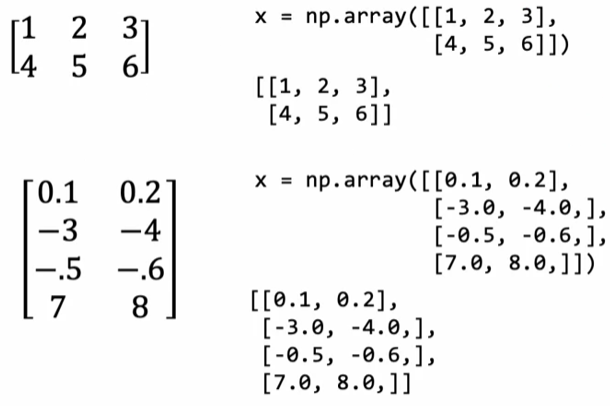 [1 2 3]
[4 5 6]
x = np.array([[1, 2, 3],
[4, 5, 6]])
[[1, 2, 3],
[4, 5, 6]]
[0.1 0.2]
[−3 −4]
[−.5 −.6]
[7 8]
x = np.array([[0.1, 0.2],
[-3.0, -4.0,],
[-0.5, -0.6,],
[7.0, 8.0,]])
[[0.1, 0.2],
[-3.0, -4.0,],
[-0.5, -0.6,],
[7.0, 8.0,]]